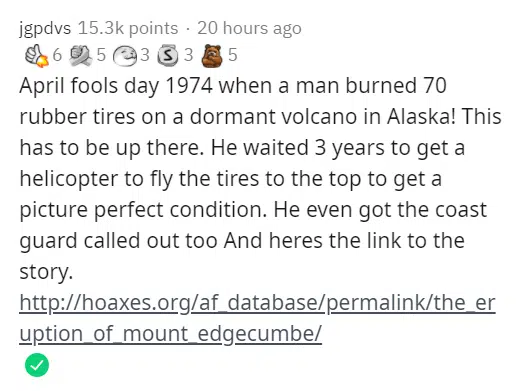 jgpdvs 15.3k points · 20 hours ago
6 5 3 S 3 5
April fools day 1974 when a man burned 70
rubber tires on a dormant volcano in Alaska! This
has to be up there. He waited 3 years to get a
helicopter to fly the tires to the top to get a
picture perfect condition. He even got the coast
guard called out too And heres the link to the
story.
http://hoaxes.org/af_database/permalink/the_er
uption_of_mount_edgecumbe/